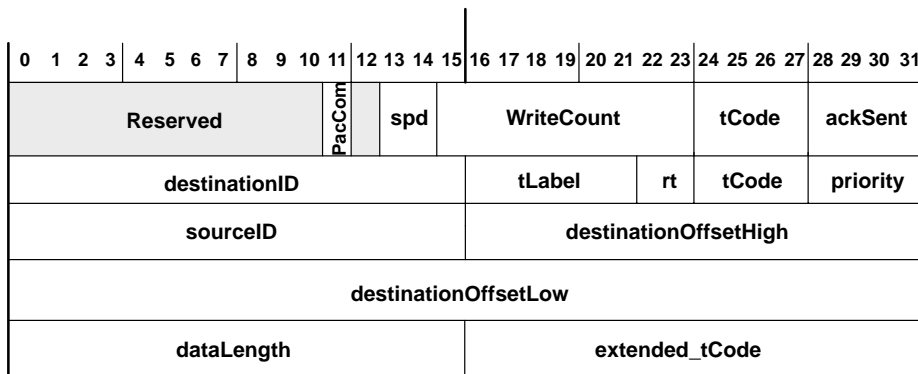 0 1 2 3 4 5 6 7 8 9 10 11 12 13 14 15 16 17 18 19 20 21 22 23 24 25 26 27 28 29 30 31
Reserved PacCom spd WriteCount tCode ackSent
destinationID tLabel rt tCode priority
sourceID destinationOffsetHigh
destinationOffsetLow
dataLength extended_tCode